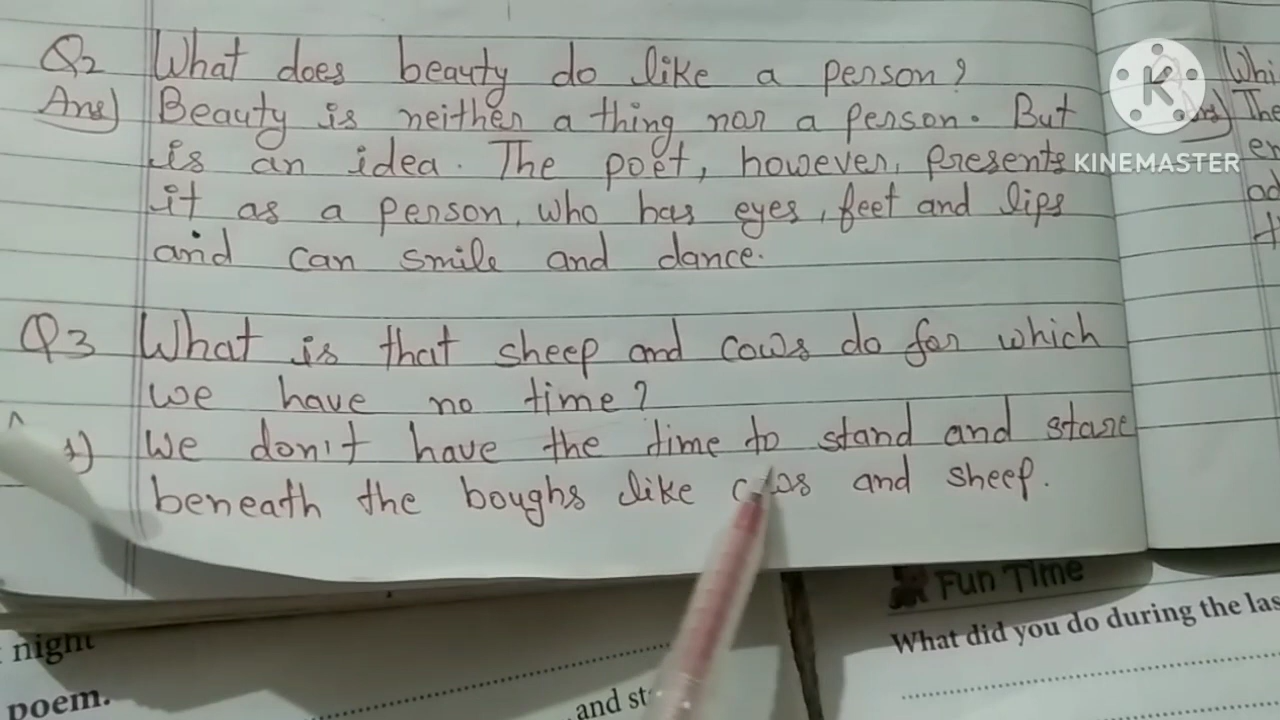 Q2 What does beauty do like a person?
Ans) Beauty is neither a thing nor a person. But
is an idea. The poet, however, presents
it as a person, who has eyes, feet and lips
and can smile and dance.
Q3 What is that sheep and cows do for which
we have no time?
We don't have the time to stand and stare
beneath the boughs like cows and sheep.
KINEMASTER
Fun Time
What did you do during the las
night
poem.
and st